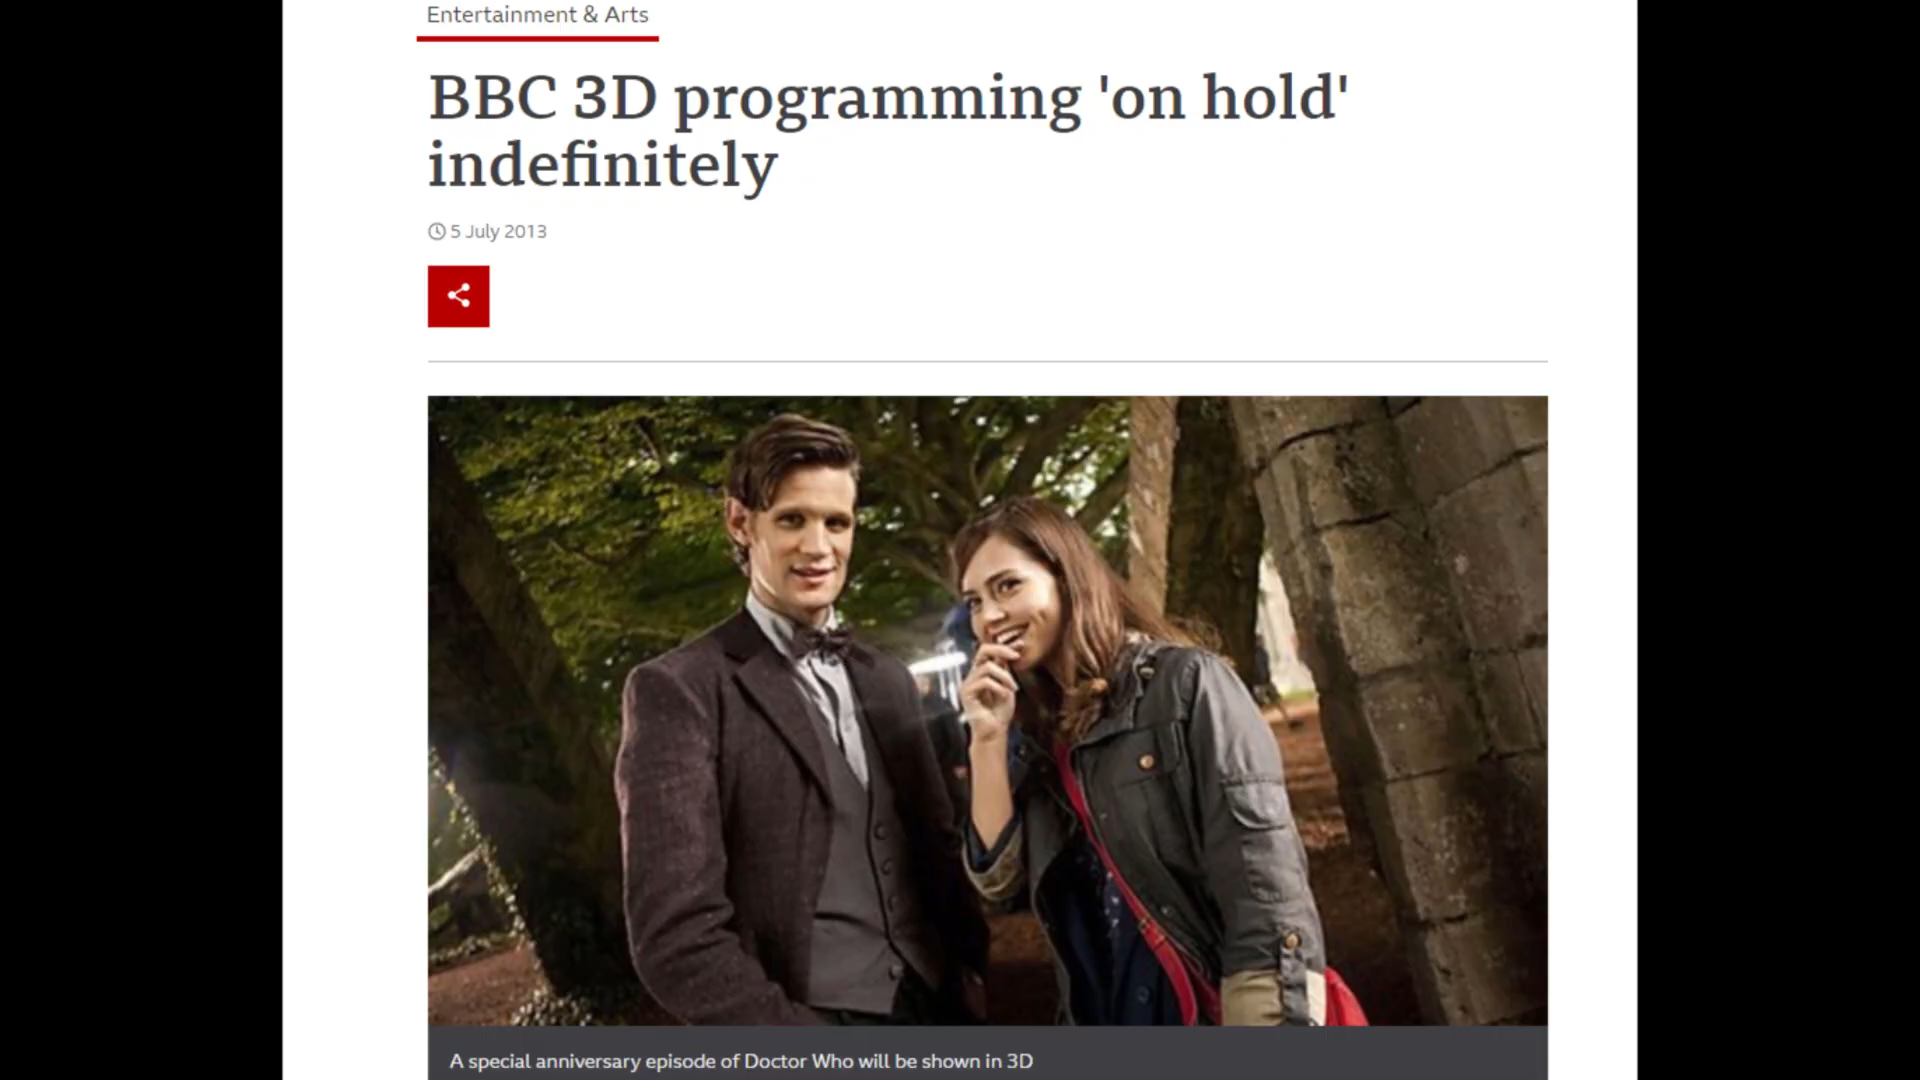 Entertainment & Arts
BBC 3D programming 'on hold'
indefinitely
5 July 2013
A special anniversary episode of Doctor Who will be shown in 3D